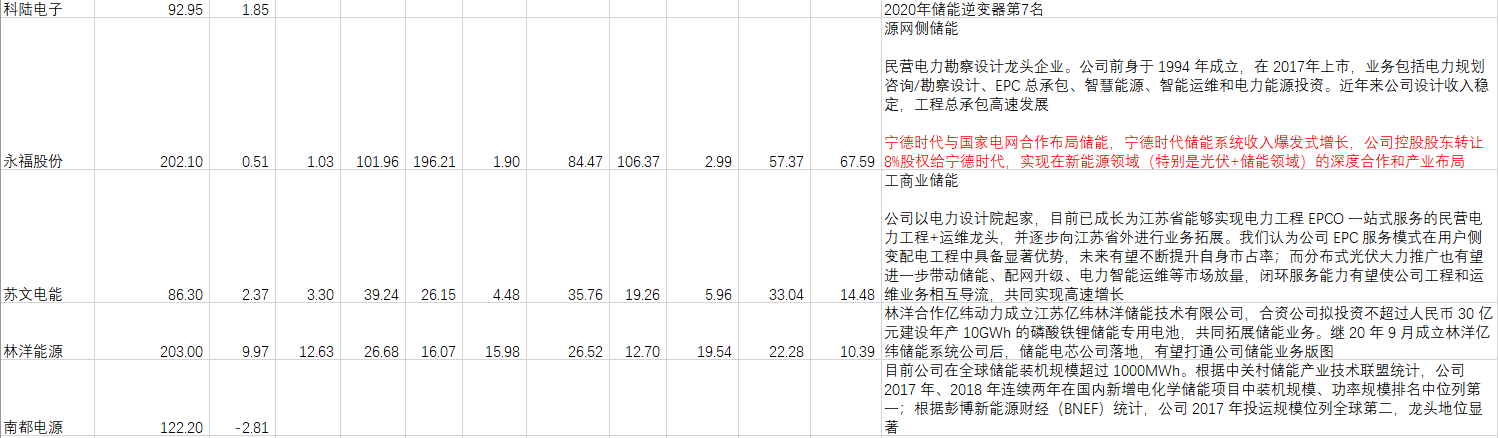 科陆电子 92.95 1.85 2020年储能逆变器第7名
源网侧储能
民营电力勘察设计龙头企业。公司前身于 1994 年成立，在 2017年上市，业务包括电力规划
咨询/勘察设计、EPC 总承包、智慧能源、智能运维和电力能源投资。近年来公司设计收入稳
定，工程总承包高速发展
宁德时代与国家电网合作布局储能，宁德时代储能系统收入爆发式增长，公司控股股东转让
永福股份 202.10 0.51 1.03 101.96 196.21 1.90 84.47 106.37 2.99 57.37 67.59 8%股权给宁德时代，实现在新能源领域（特别是光伏+储能领域）的深度合作和产业布局
工商业储能
公司以电力设计院起家，目前已成长为江苏省能够实现电力工程 EPCO 一站式服务的民营电
力工程+运维龙头，并逐步向江苏省外进行业务拓展。我们认为公司 EPC 服务模式在用户侧
变配电工程中具备显著优势，未来有望不断提升自身市占率；而分布式光伏大力推广也有望
进一步带动储能、配网升级、电力智能运维等市场放量，闭环服务能力有望使公司工程和运
苏文电能 86.30 2.37 3.30 39.24 26.15 4.48 35.76 19.26 5.96 33.04 14.48 维业务相互导流，共同实现高速增长
林洋合作亿纬动力成立江苏亿纬林洋储能技术有限公司，合资公司拟投资不超过人民币 30 亿
元建设年产 10GWh 的磷酸铁锂储能专用电池，共同拓展储能业务。继 20 年 9 月成立林洋亿
林洋能源 203.00 9.97 12.63 26.68 16.07 15.98 26.52 12.70 19.54 22.28 10.39 纬储能系统公司后，储能电芯公司落地，有望打通公司储能业务版图
目前公司在全球储能装机规模超过 1000MWh。根据中关村储能产业技术联盟统计，公司
2017 年、2018 年连续两年在国内新增电化学储能项目中装机规模、功率规模排名中位列第
一；根据彭博新能源财经（BNEF）统计，公司 2017 年投运规模位列全球第二，龙头地位显
南都电源 122.20 -2.81 著